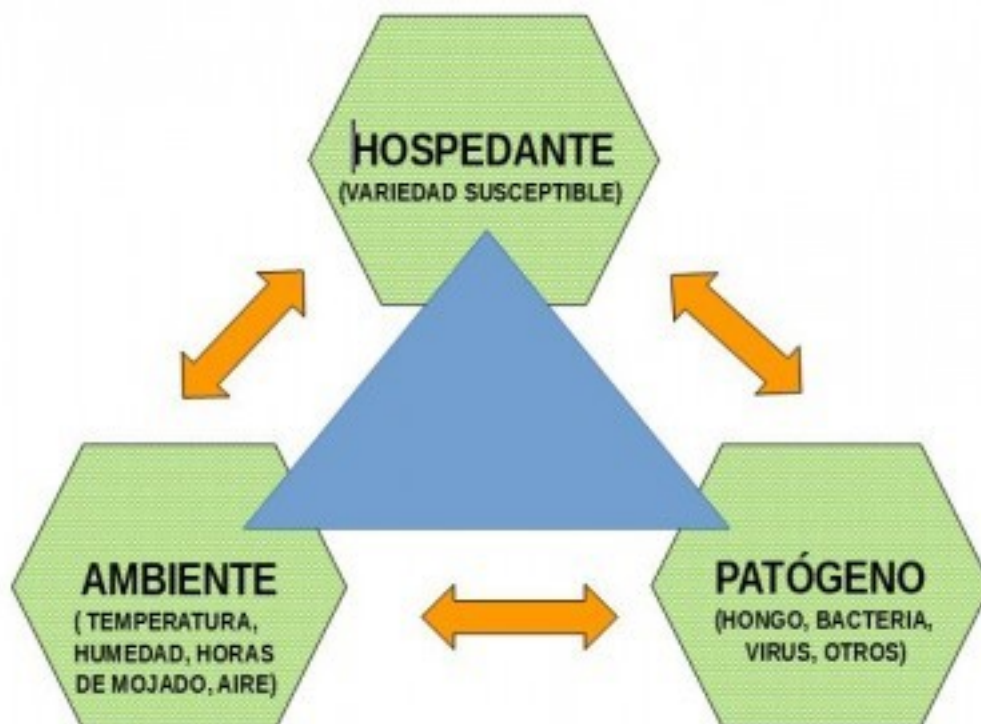 HOSPEDANTE
(VARIEDAD SUSCEPTIBLE)
AMBIENTE
( TEMPERATURA,
HUMEDAD, HORAS
DE MOJADO, AIRE)
PATÓGENO
(HONGO, BACTERIA,
VIRUS, OTROS)